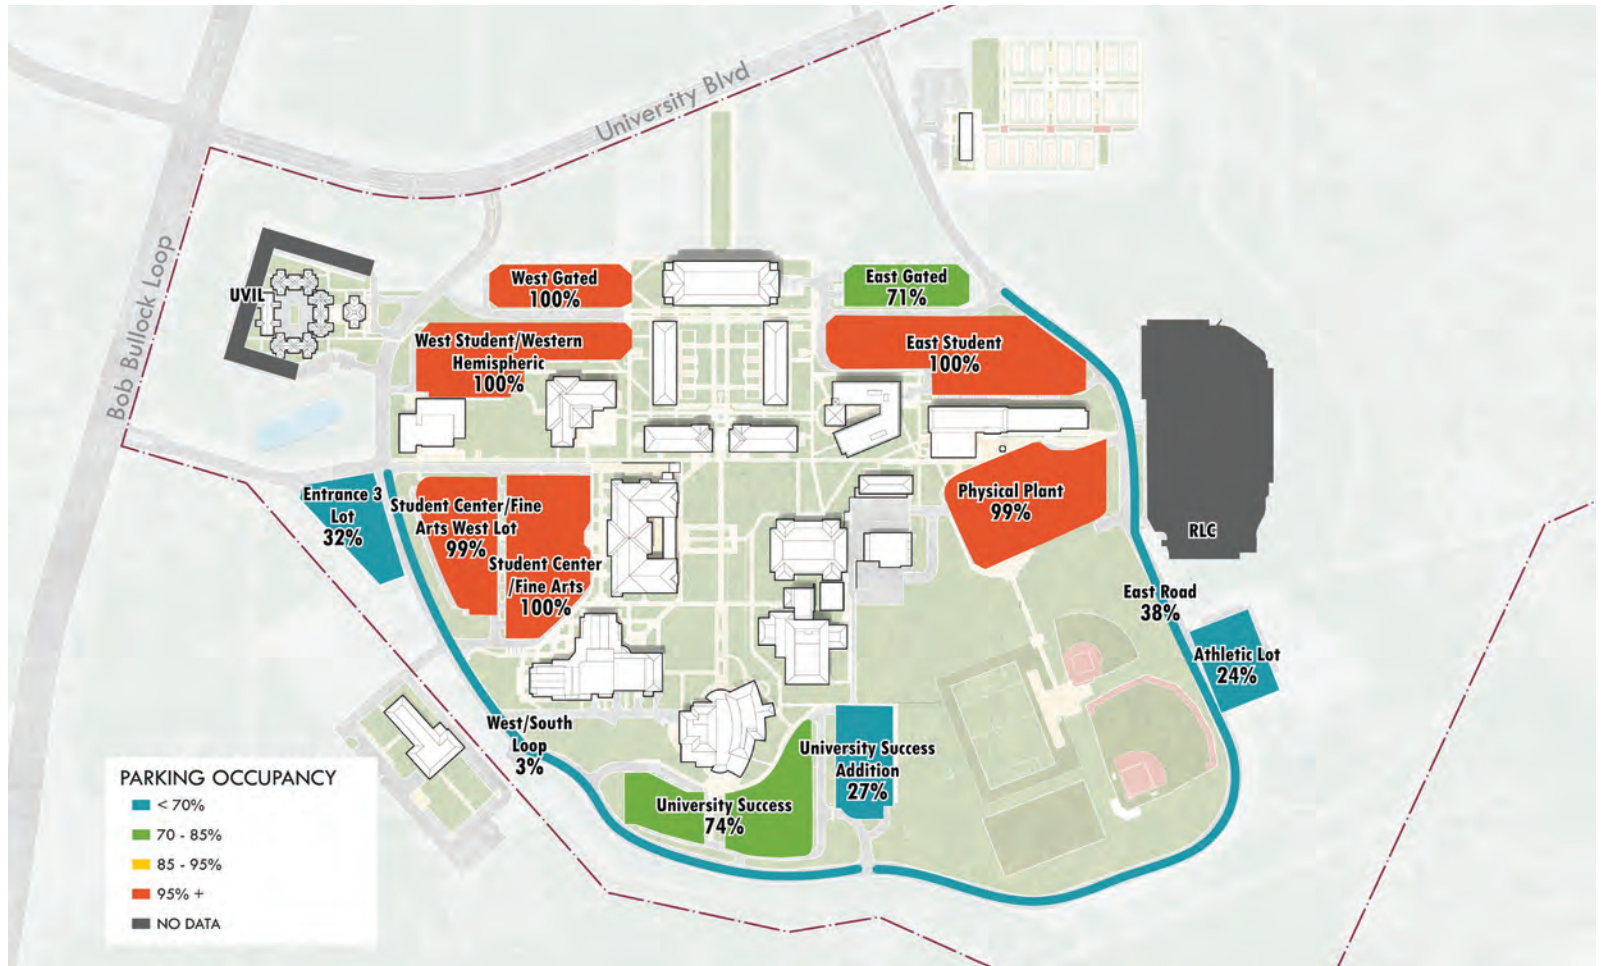 University Blvd
Bob Bullock Loop
UVIL
West Gated
100%
East Gated
71%
West Student/Western
Hemispheric
100%
East Student
100%
Entrance 3
Lot
32%
Student Center/Fine
Arts West Lot
99%
Student Center
/Fine Arts
100%
Physical Plant
99%
RLC
East Road
38%
Athletic Lot
24%
West/South
Loop
3%
University Success
Addition
27%
University Success
74%
PARKING OCCUPANCY
< 70%
70 - 85%
85 - 95%
95% +
NO DATA